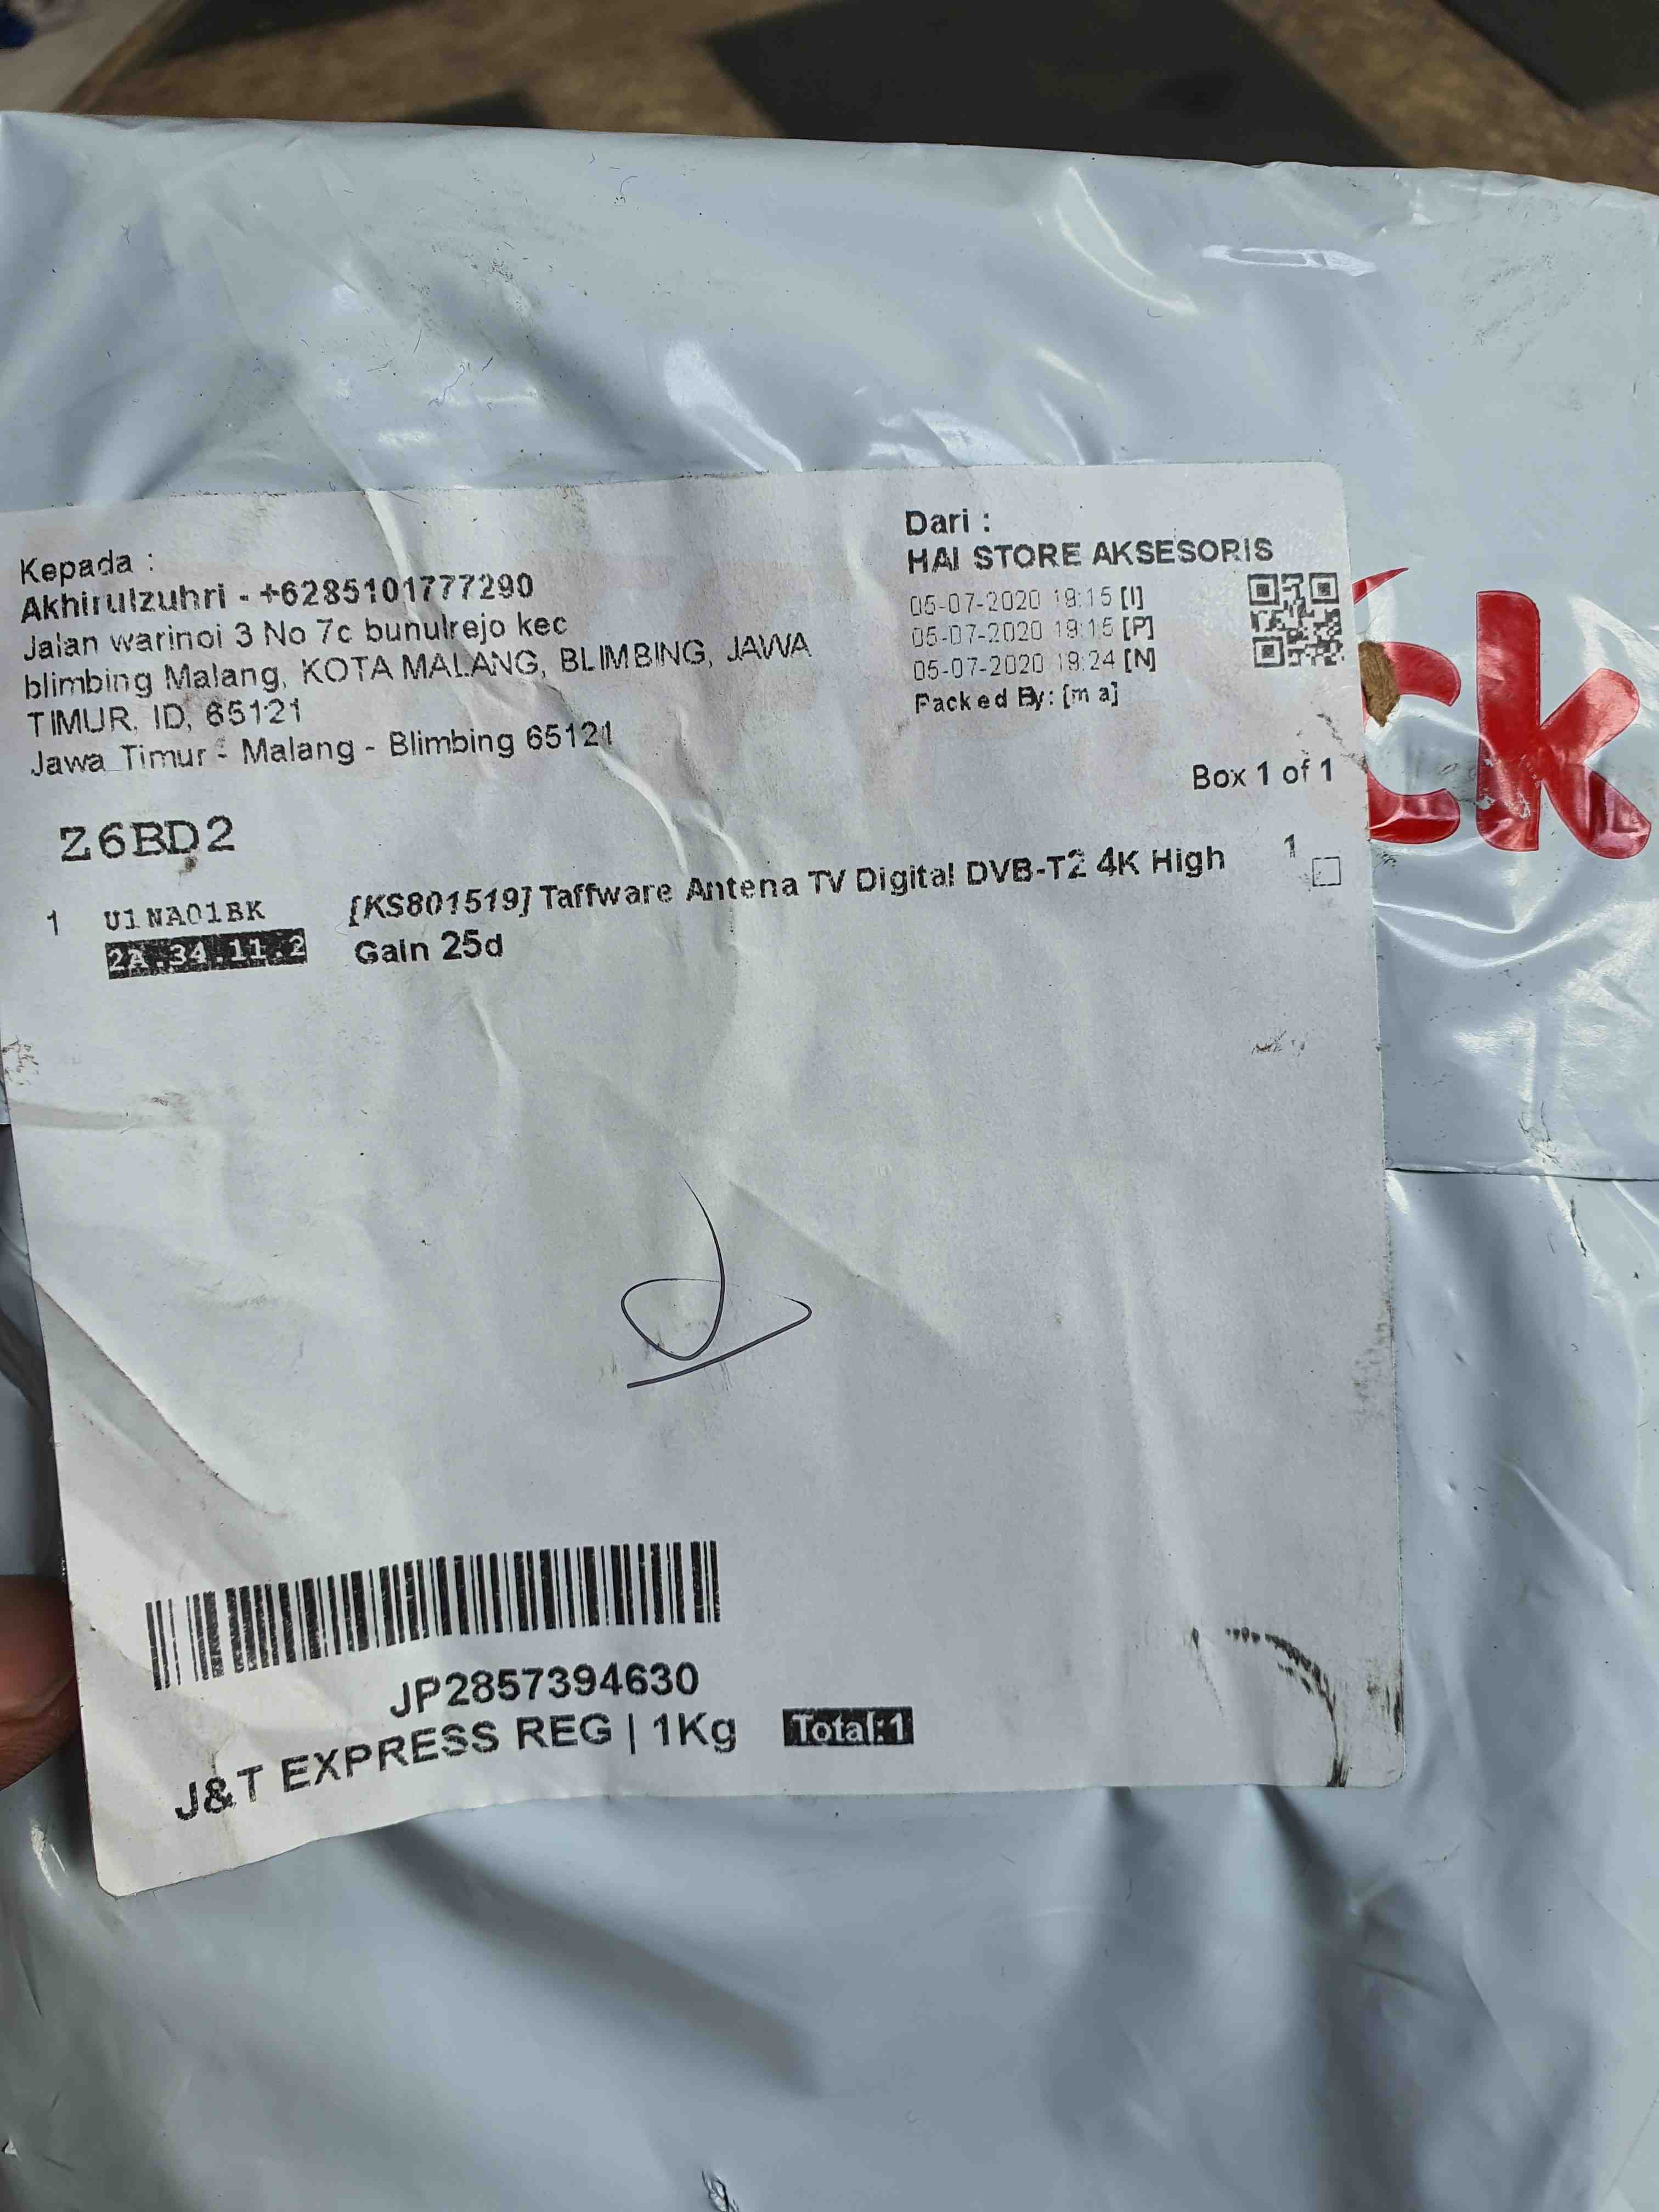 Kepada :
Akhirulzuhri - +6285101777290
Jalan warinoi 3 No 7c bunulrejo kec
blimbing Malang, KOTA MALANG, BLIMBING, JAWA
TIMUR, ID, 65121
Jawa Timur - Malang - Blimbing 65121
Dari :
HAI STORE AKSESORIS
05-07-2020 19:15 [I]
05-07-2020 19:15 [P]
05-07-2020 19:24 [N]
Packed By: [m a]
Box 1 of 1
Z6BD2
1 U1NA01BK [KS801519] Taffware Antena TV Digital DVB-T2 4K High 1
2A.34.11.2 Gain 25d
JP2857394630
J&T EXPRESS REG | 1Kg Total:1
ck